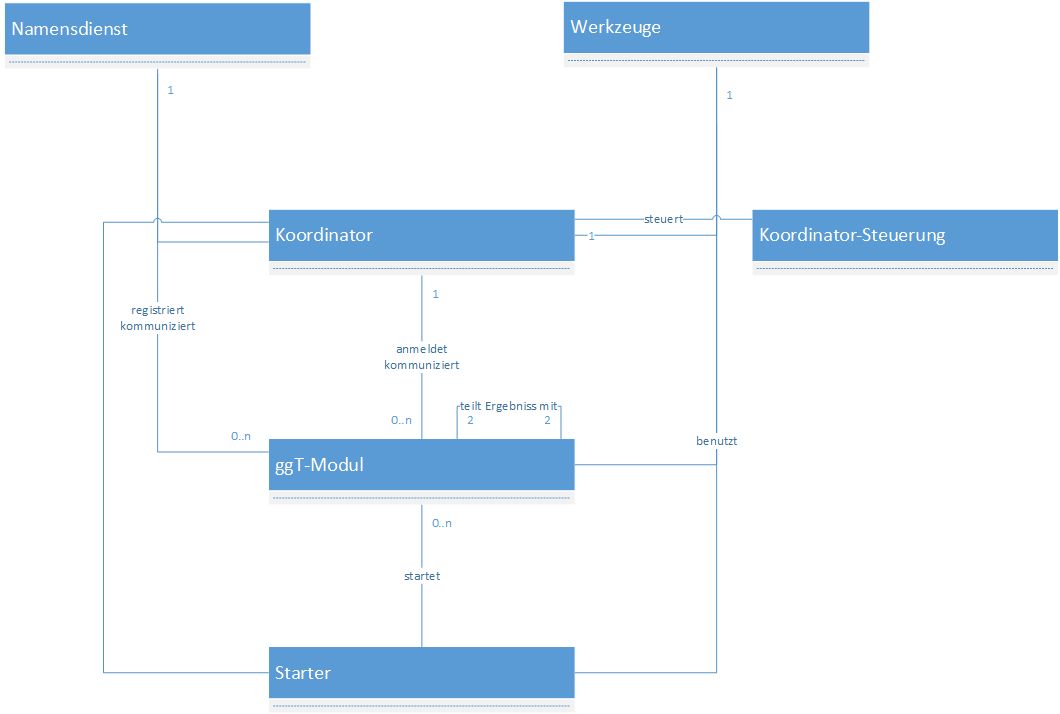 Namensdienst
Werkzeuge
1
1
Koordinator
steuert
1
Koordinator-Steuerung
1
registriert
kommuniziert
anmeldet
kommuniziert
teilt Ergebniss mit
0..n
2
2
0..n
benutzt
ggT-Modul
0..n
startet
Starter